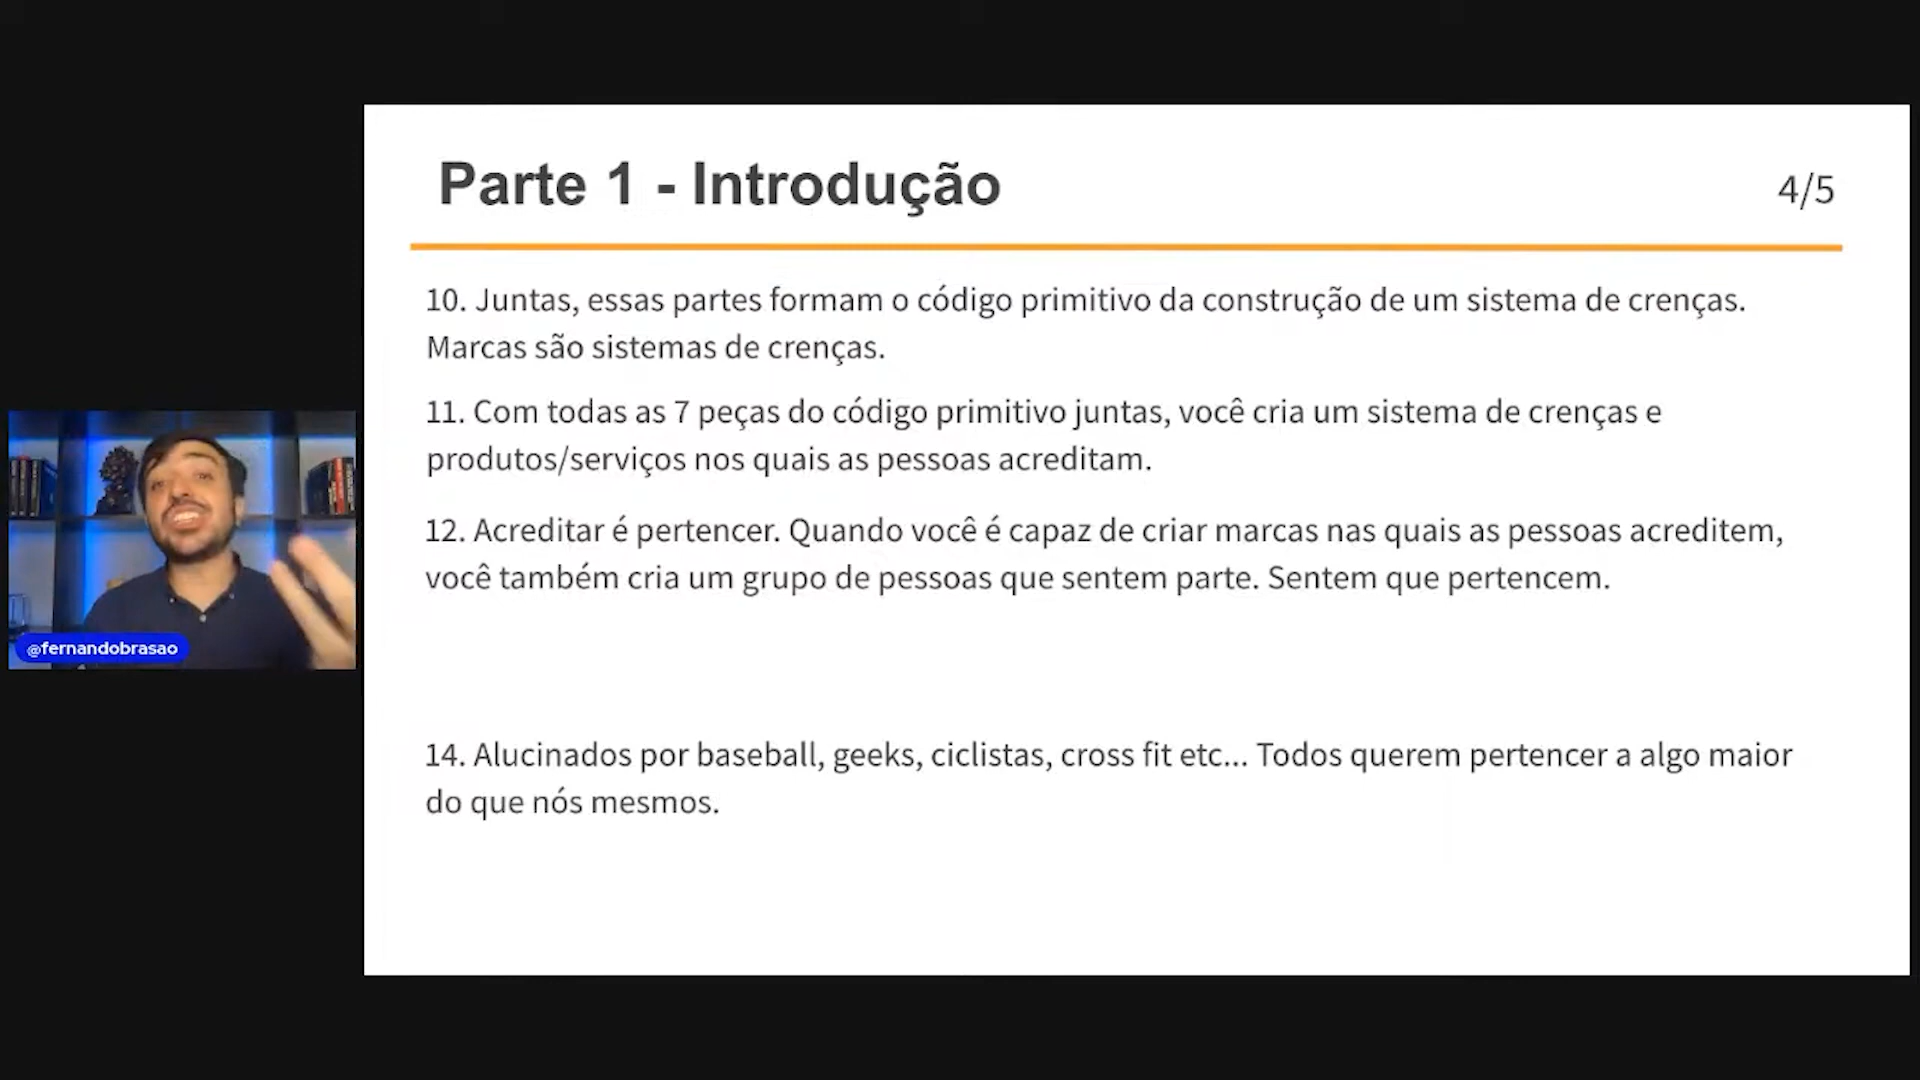 Parte 1 - Introdução
4/5
10. Juntas, essas partes formam o código primitivo da construção de um sistema de crenças.
Marcas são sistemas de crenças.
11. Com todas as 7 peças do código primitivo juntas, você cria um sistema de crenças e
produtos/serviços nos quais as pessoas acreditam.
12. Acreditar é pertencer. Quando você é capaz de criar marcas nas quais as pessoas acreditem,
você também cria um grupo de pessoas que sentem parte. Sentem que pertencem.
14. Alucinados por baseball, geeks, ciclistas, cross fit etc... Todos querem pertencer a algo maior
do que nós mesmos.
@fernandobrasao